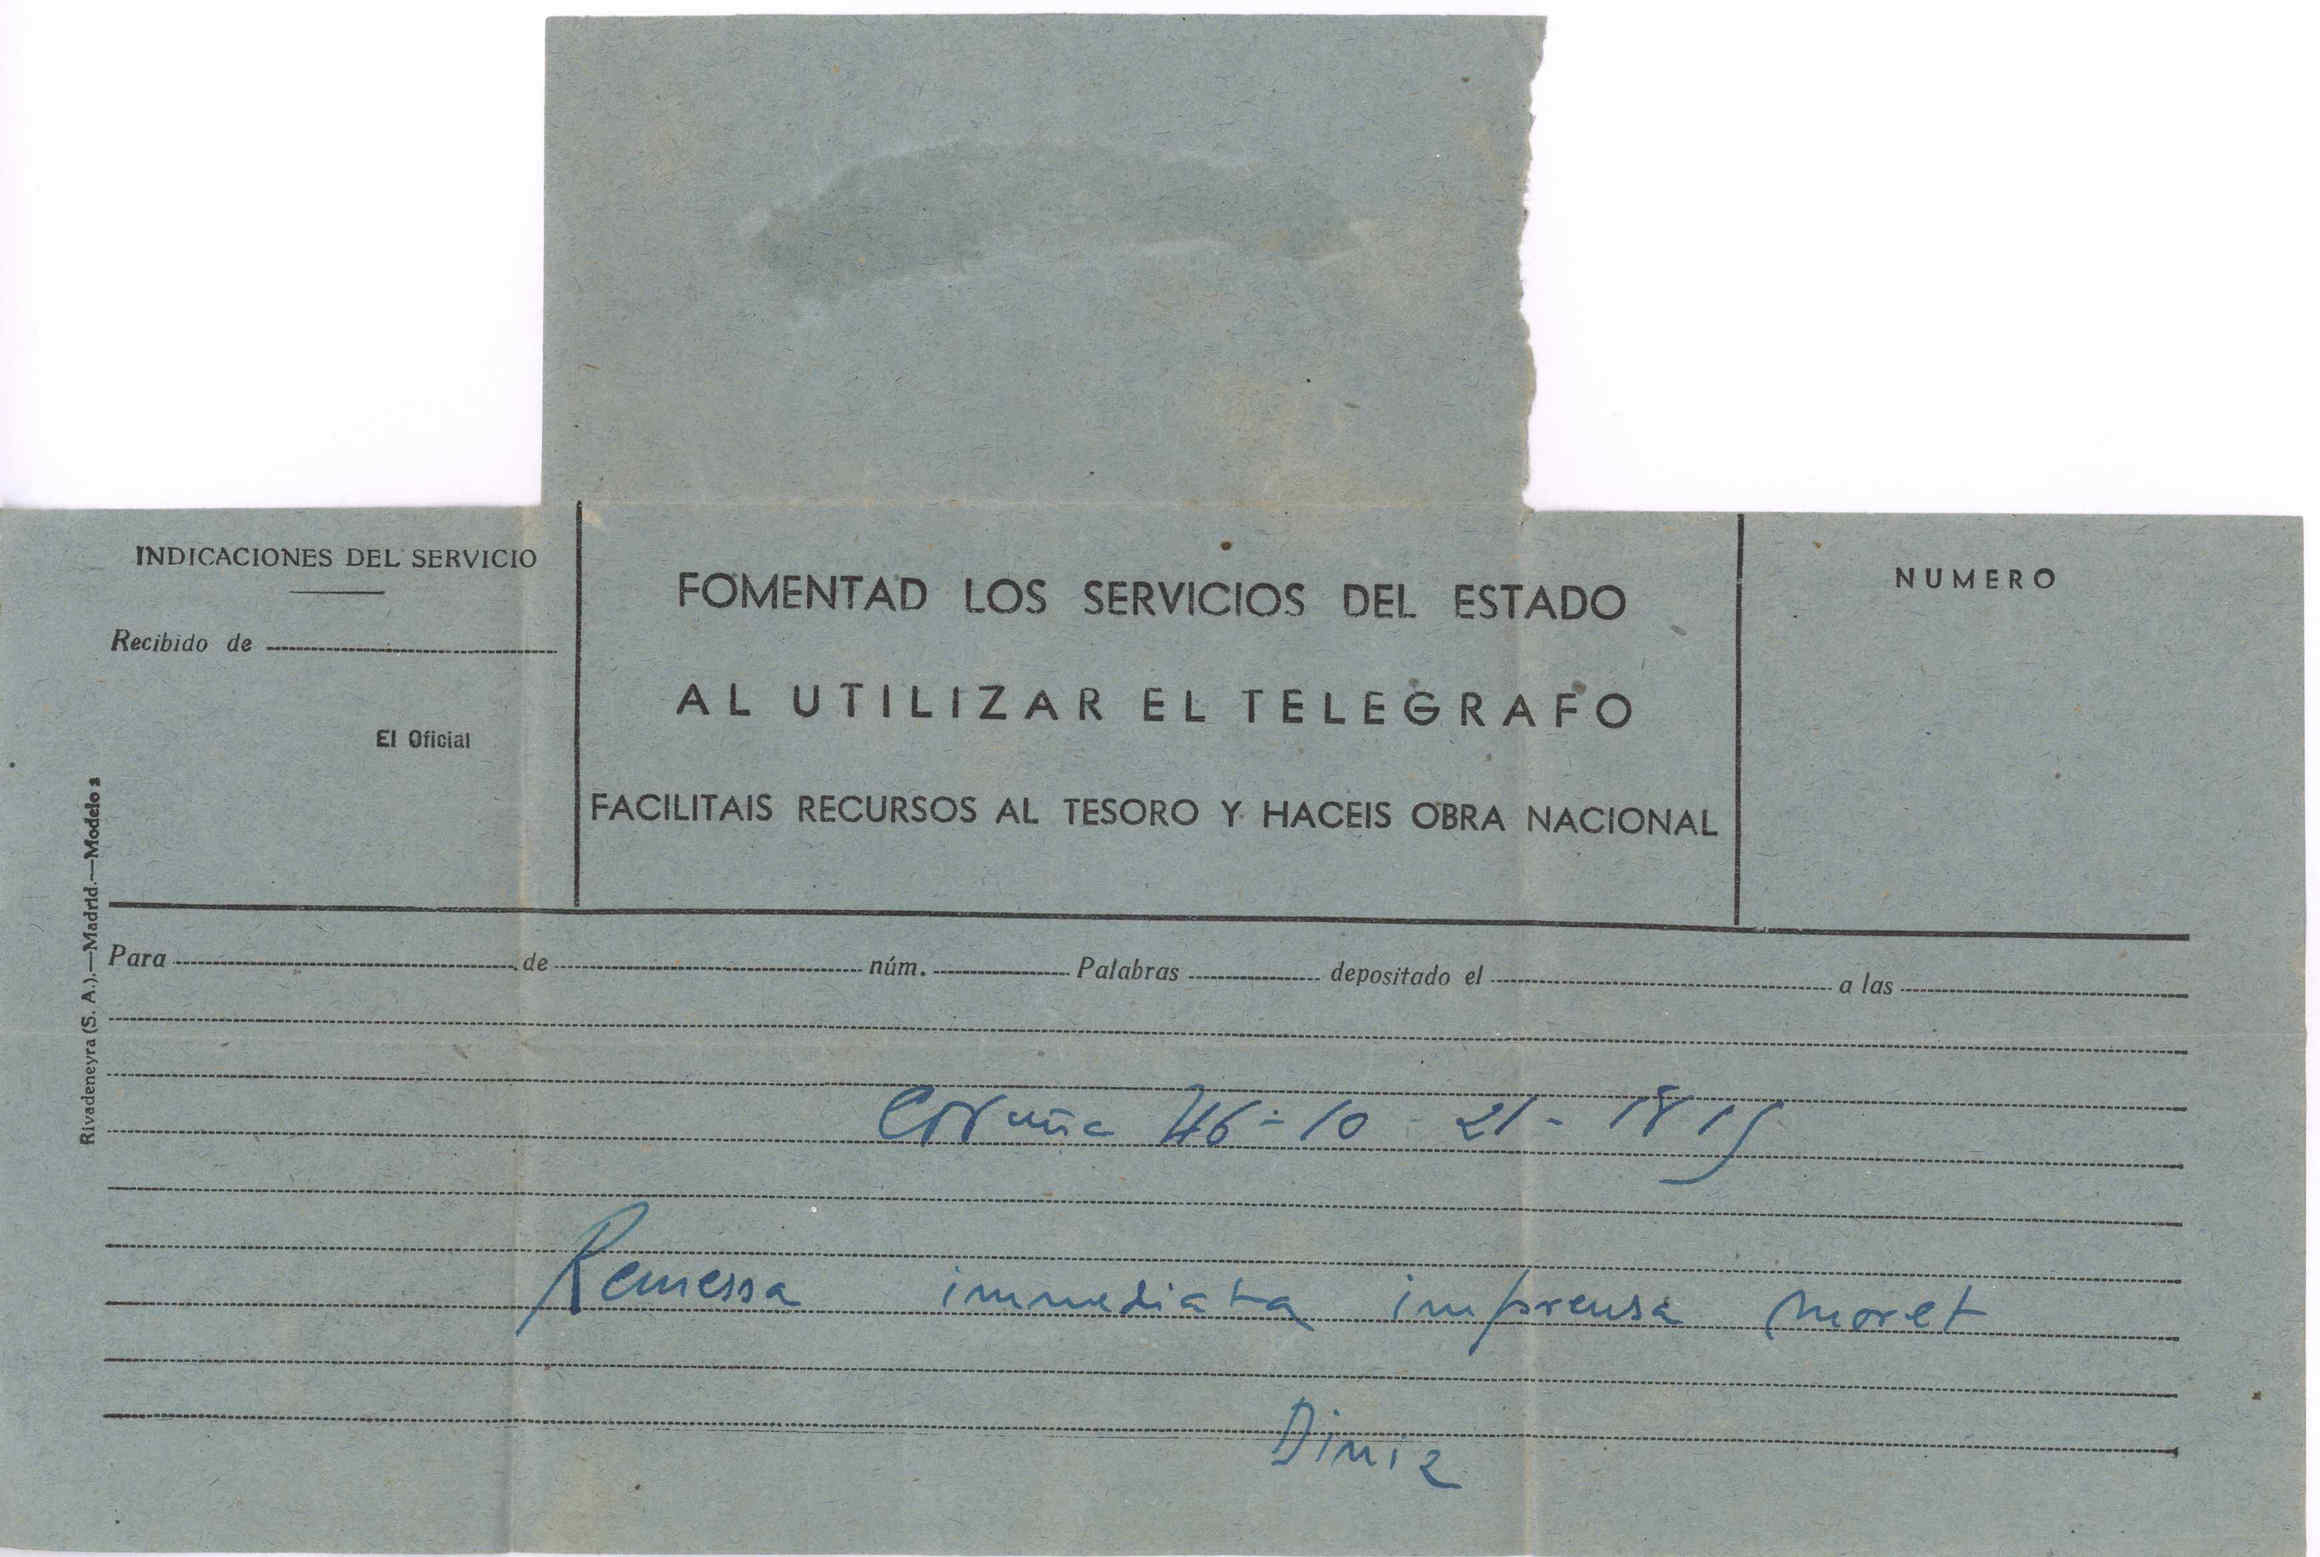 INDICACIONES DEL SERVICIO
Recibido de
El Oficial
FOMENTAD LOS SERVICIOS DEL ESTADO
AL UTILIZAR EL TELEGRAFO
FACILITAIS RECURSOS AL TESORO Y HACEIS OBRA NACIONAL
NUMERO
Rivadeneyra (S. A.).—Madrid.—Modelo 2
Para de núm. Palabras depositado el a las
Coruña 46-10-21-1815
Remessa immediata imprensa moret
Diniz